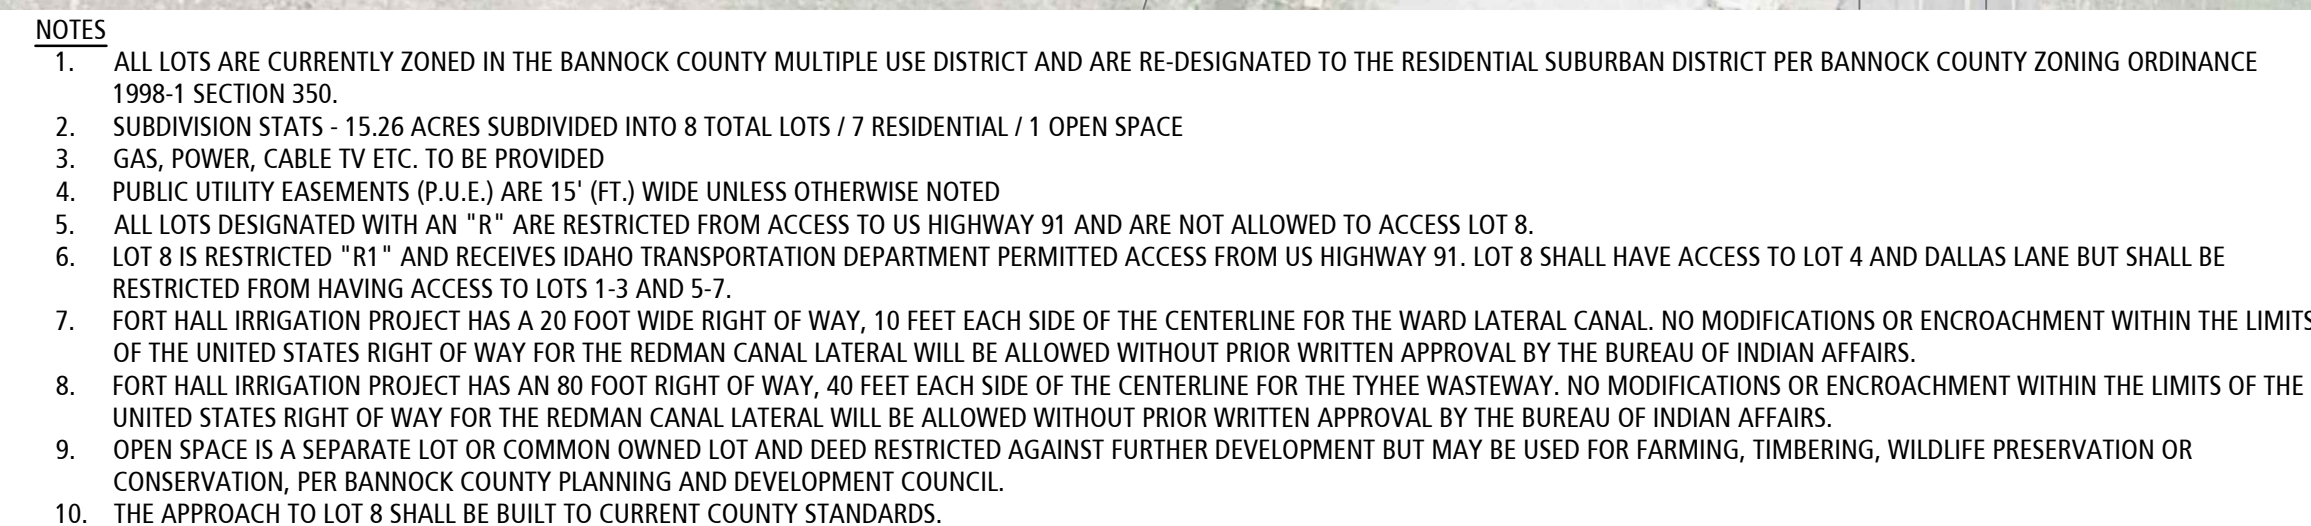 NOTES
1. ALL LOTS ARE CURRENTLY ZONED IN THE BANNOCK COUNTY MULTIPLE USE DISTRICT AND ARE RE-DESIGNATED TO THE RESIDENTIAL SUBURBAN DISTRICT PER BANNOCK COUNTY ZONING ORDINANCE
1998-1 SECTION 350.
2. SUBDIVISION STATS - 15.26 ACRES SUBDIVIDED INTO 8 TOTAL LOTS / 7 RESIDENTIAL / 1 OPEN SPACE
3. GAS, POWER, CABLE TV ETC. TO BE PROVIDED
4. PUBLIC UTILITY EASEMENTS (P.U.E.) ARE 15' (FT.) WIDE UNLESS OTHERWISE NOTED
5. ALL LOTS DESIGNATED WITH AN "R" ARE RESTRICTED FROM ACCESS TO US HIGHWAY 91 AND ARE NOT ALLOWED TO ACCESS LOT 8.
6. LOT 8 IS RESTRICTED "R1" AND RECEIVES IDAHO TRANSPORTATION DEPARTMENT PERMITTED ACCESS FROM US HIGHWAY 91. LOT 8 SHALL HAVE ACCESS TO LOT 4 AND DALLAS LANE BUT SHALL BE
RESTRICTED FROM HAVING ACCESS TO LOTS 1-3 AND 5-7.
7. FORT HALL IRRIGATION PROJECT HAS A 20 FOOT WIDE RIGHT OF WAY, 10 FEET EACH SIDE OF THE CENTERLINE FOR THE WARD LATERAL CANAL. NO MODIFICATIONS OR ENCROACHMENT WITHIN THE LIMITS
OF THE UNITED STATES RIGHT OF WAY FOR THE REDMAN CANAL LATERAL WILL BE ALLOWED WITHOUT PRIOR WRITTEN APPROVAL BY THE BUREAU OF INDIAN AFFAIRS.
8. FORT HALL IRRIGATION PROJECT HAS AN 80 FOOT RIGHT OF WAY, 40 FEET EACH SIDE OF THE CENTERLINE FOR THE TYHEE WASTEWAY. NO MODIFICATIONS OR ENCROACHMENT WITHIN THE LIMITS OF THE
UNITED STATES RIGHT OF WAY FOR THE REDMAN CANAL LATERAL WILL BE ALLOWED WITHOUT PRIOR WRITTEN APPROVAL BY THE BUREAU OF INDIAN AFFAIRS.
9. OPEN SPACE IS A SEPARATE LOT OR COMMON OWNED LOT AND DEED RESTRICTED AGAINST FURTHER DEVELOPMENT BUT MAY BE USED FOR FARMING, TIMBERING, WILDLIFE PRESERVATION OR
CONSERVATION, PER BANNOCK COUNTY PLANNING AND DEVELOPMENT COUNCIL.
10. THE APPROACH TO LOT 8 SHALL BE BUILT TO CURRENT COUNTY STANDARDS.